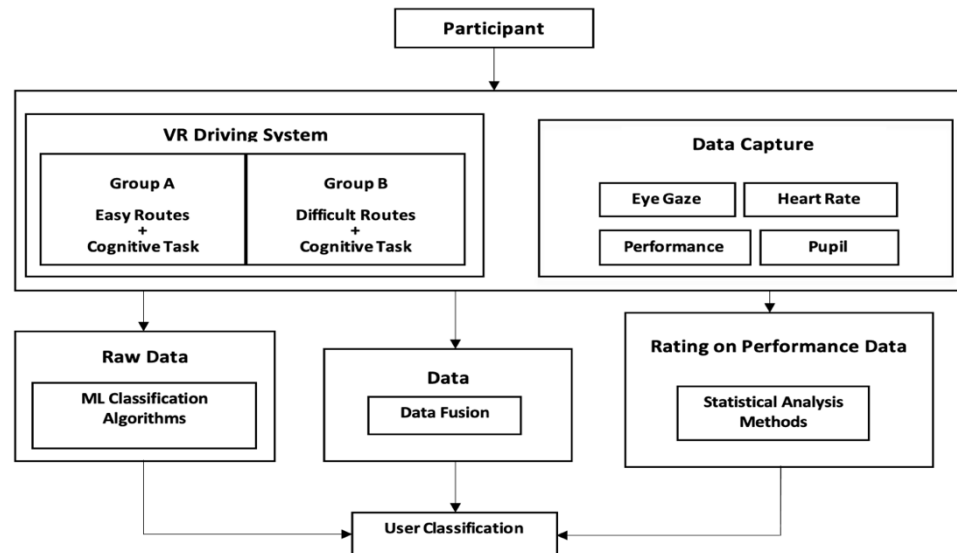 Participant
VR Driving System
Group A
Easy Routes
+
Cognitive Task
Group B
Difficult Routes
+
Cognitive Task
Data Capture
Eye Gaze
Heart Rate
Performance
Pupil
Raw Data
ML Classification
Algorithms
Data
Data Fusion
Rating on Performance Data
Statistical Analysis
Methods
User Classification